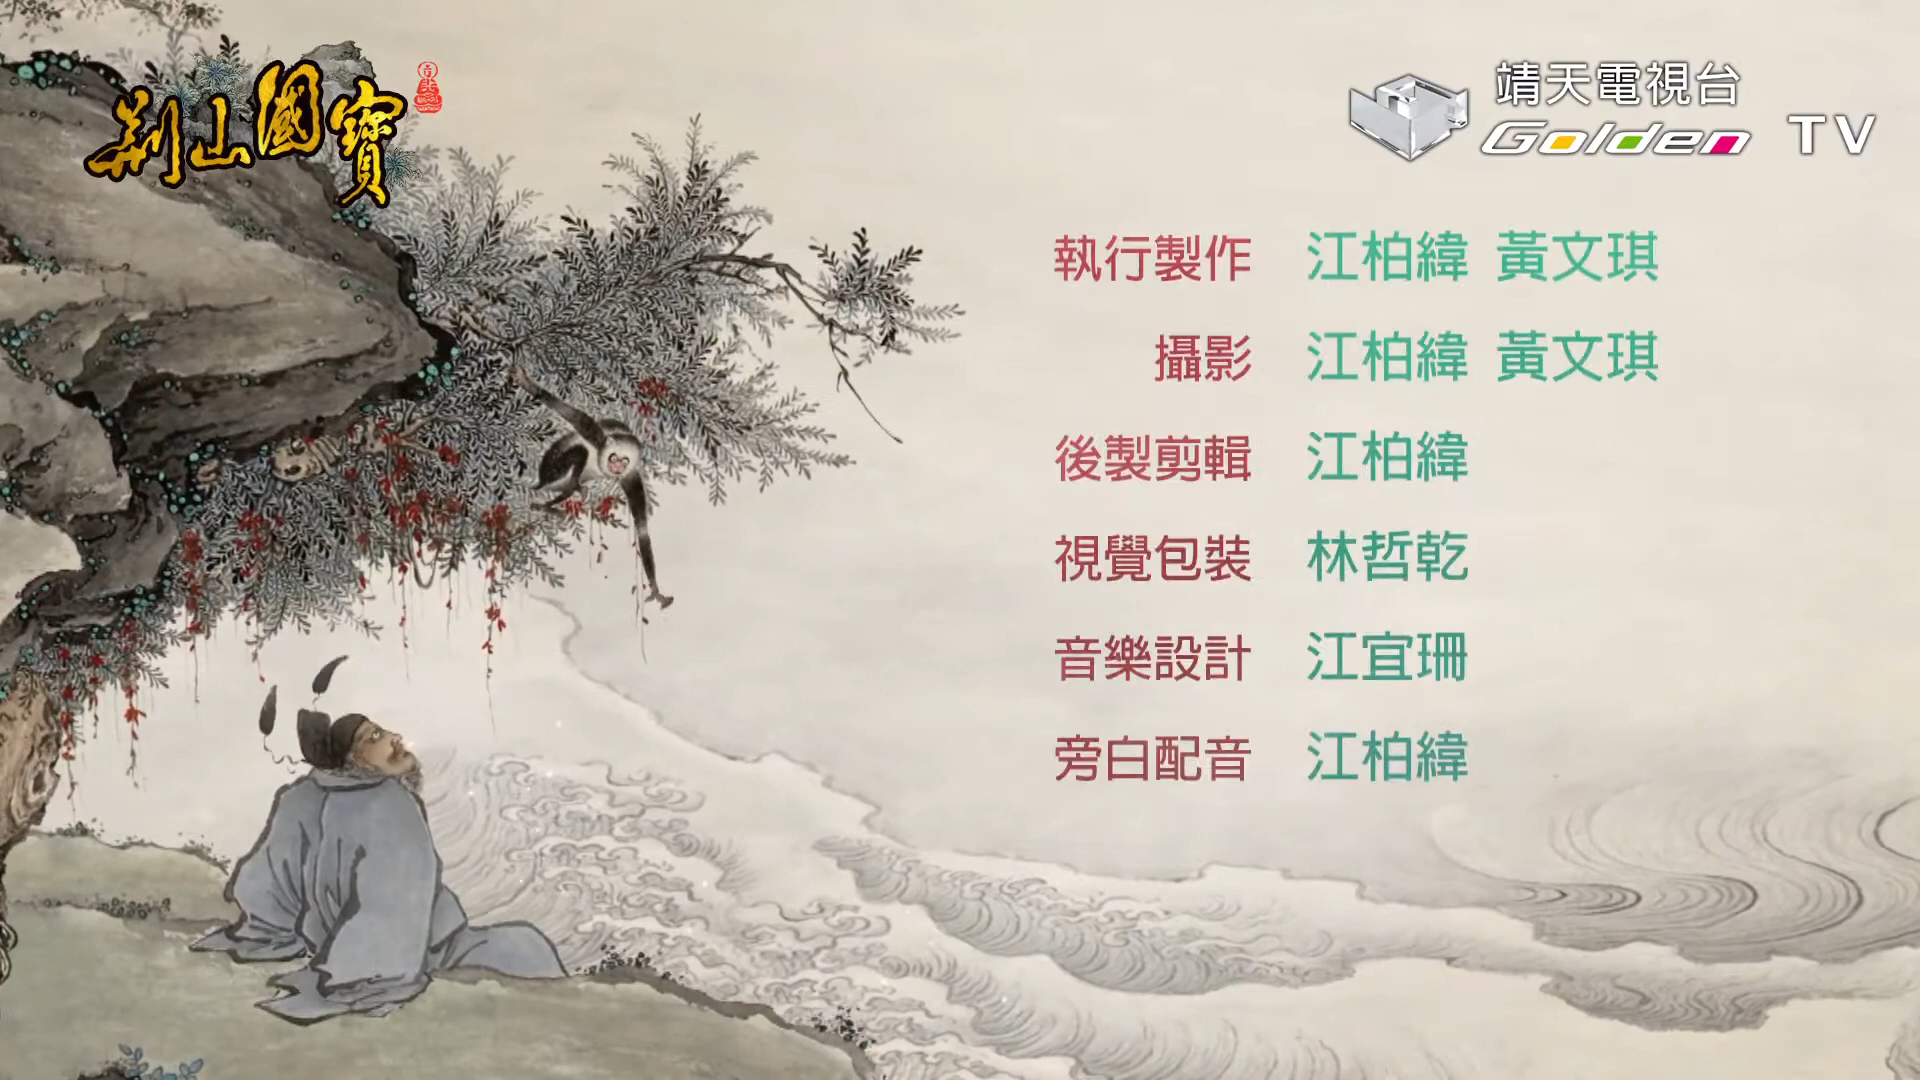 荊山國寶
靖天電視台
Golden TV
執行製作 江柏緯 黃文琪
攝影 江柏緯 黃文琪
後製剪輯 江柏緯
視覺包裝 林哲乾
音樂設計 江宜珊
旁白配音 江柏緯